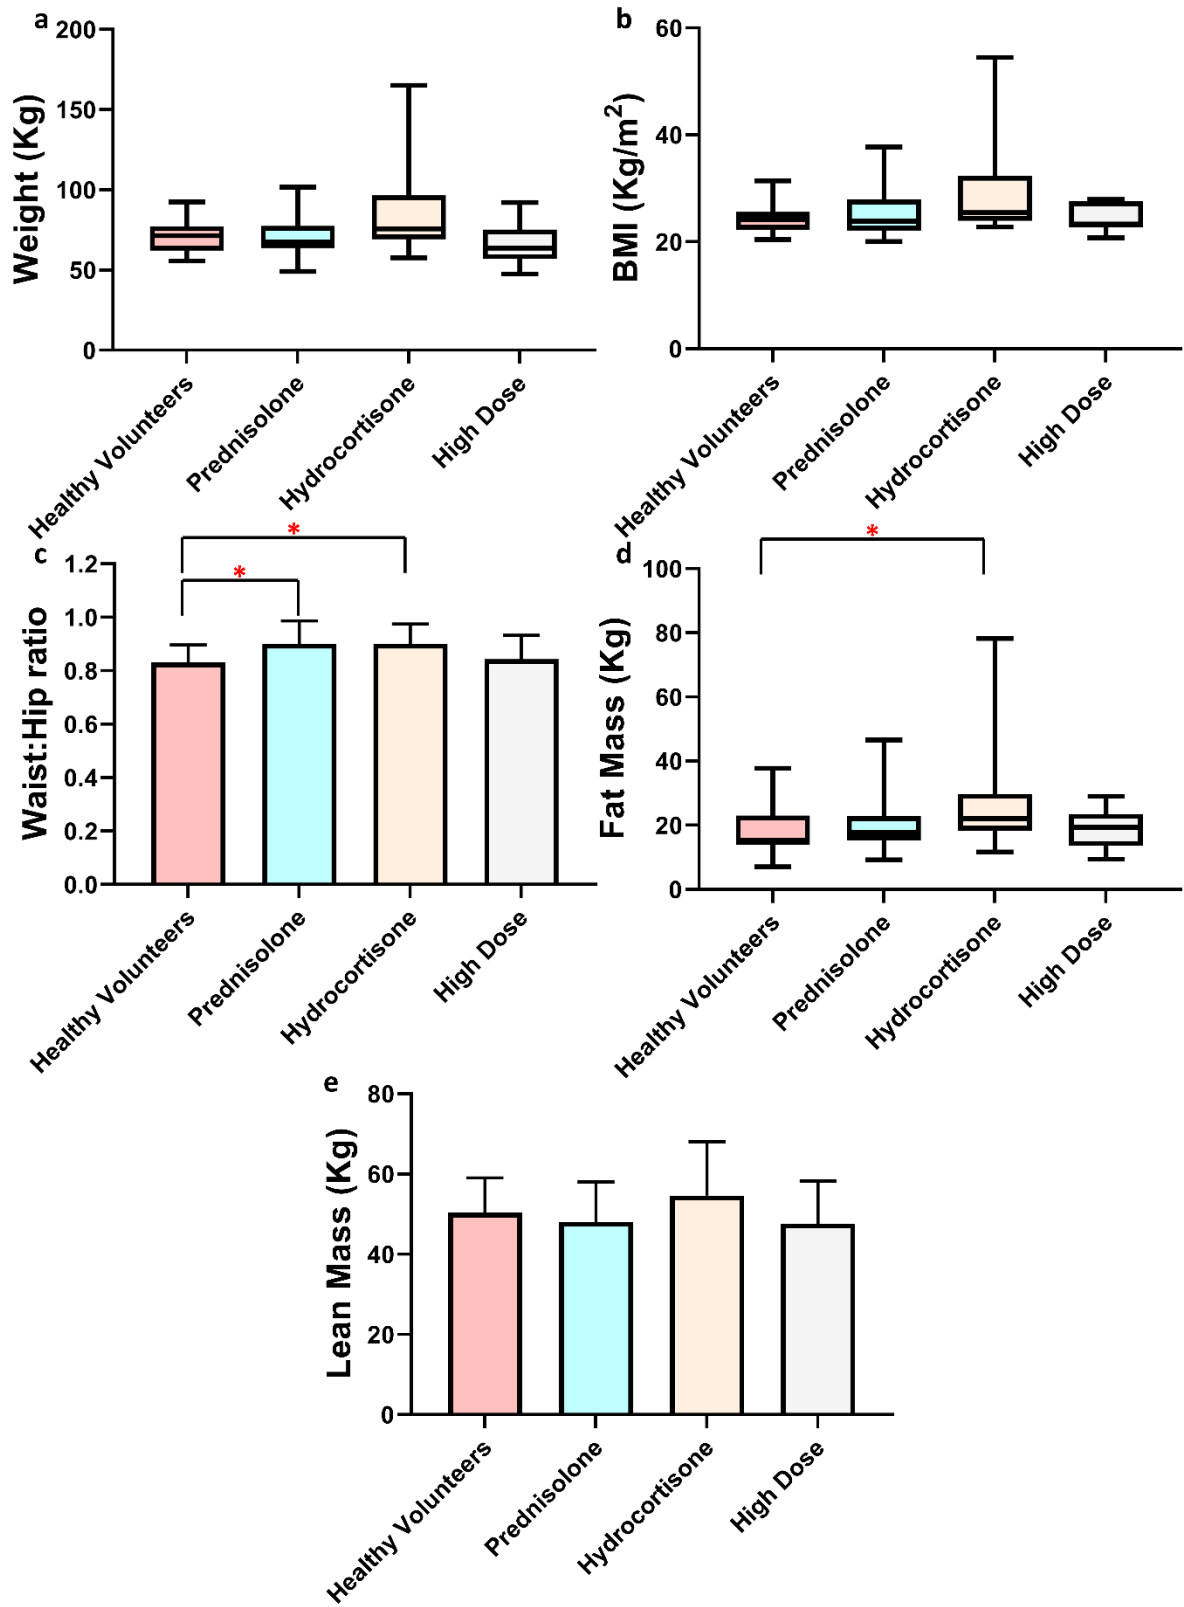 a
Weight (Kg)
200
150
100
50
0
Healthy Volunteers
Prednisolone
Hydrocortisone
High Dose
b
BMI (Kg/m²)
60
40
20
0
Healthy Volunteers
Prednisolone
Hydrocortisone
High Dose
c
Waist:Hip ratio
1.2
1.0
0.8
0.6
0.4
0.2
0.0
*
*
Healthy Volunteers
Prednisolone
Hydrocortisone
High Dose
d
Fat Mass (Kg)
100
80
60
40
20
0
*
Healthy Volunteers
Prednisolone
Hydrocortisone
High Dose
e
Lean Mass (Kg)
80
60
40
20
0
Healthy Volunteers
Prednisolone
Hydrocortisone
High Dose